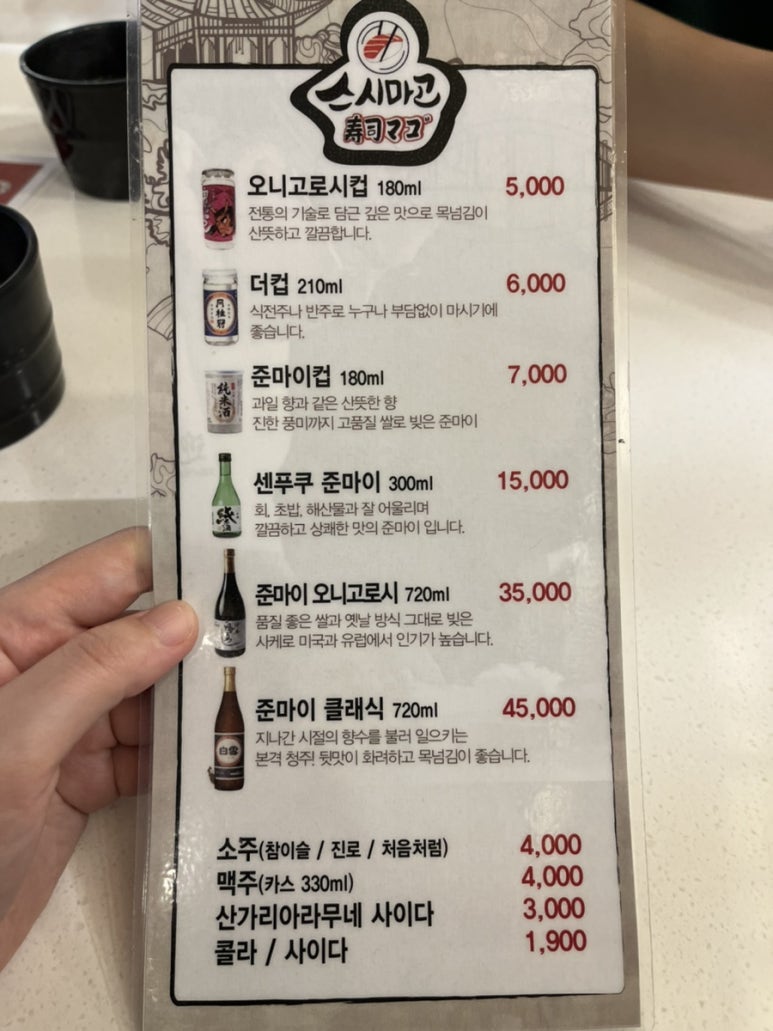 스시마고
寿司マゴ
오니고로시컵 180ml 5,000
전통의 기술로 담근 깊은 맛으로 목넘김이
산뜻하고 깔끔합니다.
더컵 210ml 6,000
식전주나 반주로 누구나 부담없이 마시기에
좋습니다.
준마이컵 180ml 7,000
과일 향과 같은 산뜻한 향
진한 풍미까지 고품질 쌀로 빚은 준마이
센푸쿠 준마이 300ml 15,000
회, 초밥, 해산물과 잘 어울리며
깔끔하고 상쾌한 맛의 준마이 입니다.
준마이 오니고로시 720ml 35,000
품질 좋은 쌀과 옛날 방식 그대로 빚은
사케로 미국과 유럽에서 인기가 높습니다.
준마이 클래식 720ml 45,000
지나간 시절의 향수를 불러 일으키는
본격 청주! 뒷맛이 화려하고 목넘김이 좋습니다.
소주(참이슬 / 진로 / 처음처럼) 4,000
맥주(카스 330ml) 4,000
산가리아라무네 사이다 3,000
콜라 / 사이다 1,900
月桂冠
純米酒
白雪